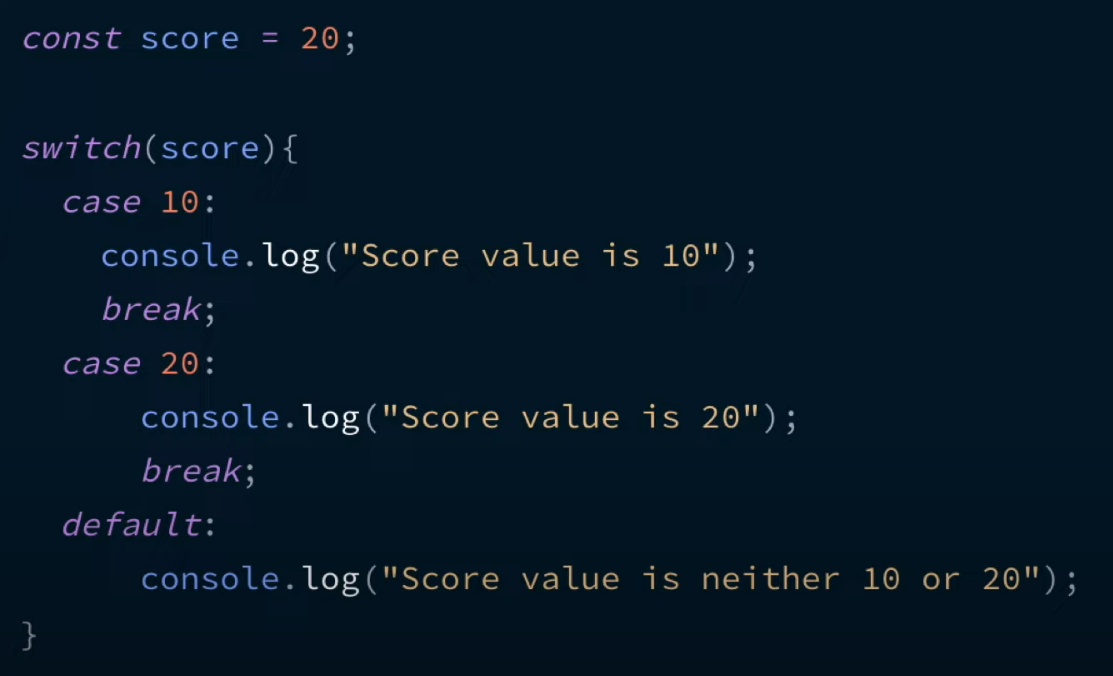 const score = 20;
switch(score){
  case 10:
    console.log("Score value is 10");
    break;
  case 20:
      console.log("Score value is 20");
      break;
  default:
      console.log("Score value is neither 10 or 20");
}